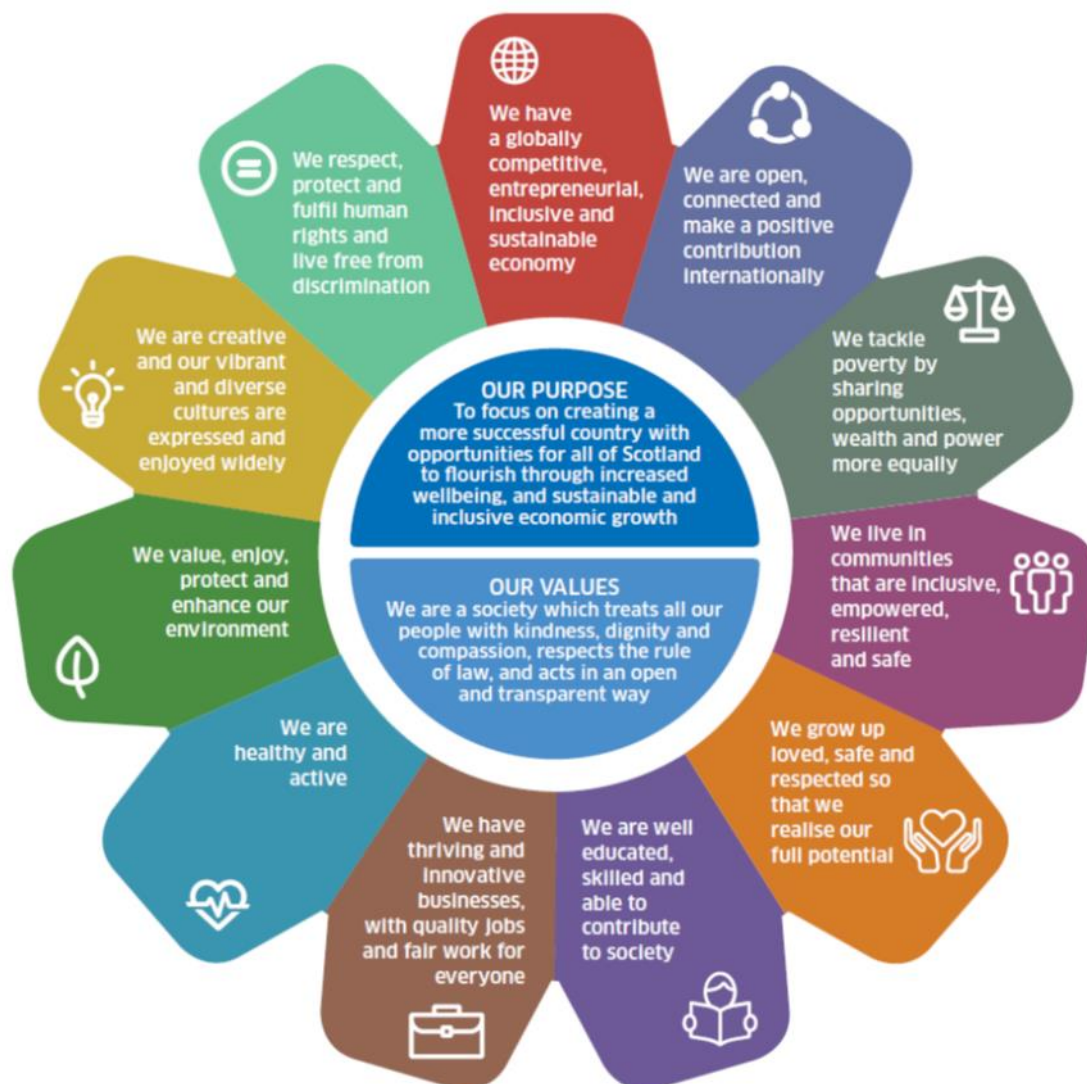 We have
a globally
competitive,
entrepreneurial,
inclusive and
sustainable
economy
We are open,
connected and
make a positive
contribution
internationally
We tackle
poverty by
sharing
opportunities,
wealth and power
more equally
We live in
communities
that are inclusive,
empowered,
resilient
and safe
We grow up
loved, safe and
respected so
that we
realise our
full potential
We are well
educated,
skilled and
able to
contribute
to society
We have
thriving and
innovative
businesses,
with quality jobs
and fair work for
everyone
We are
healthy and
active
We value, enjoy,
protect and
enhance our
environment
We are creative
and our vibrant
and diverse
cultures are
expressed and
enjoyed widely
We respect,
protect and
fulfil human
rights and
live free from
discrimination
OUR PURPOSE
To focus on creating a
more successful country with
opportunities for all of Scotland
to flourish through increased
wellbeing, and sustainable and
inclusive economic growth
OUR VALUES
We are a society which treats all our
people with kindness, dignity and
compassion, respects the rule
of law, and acts in an open
and transparent way